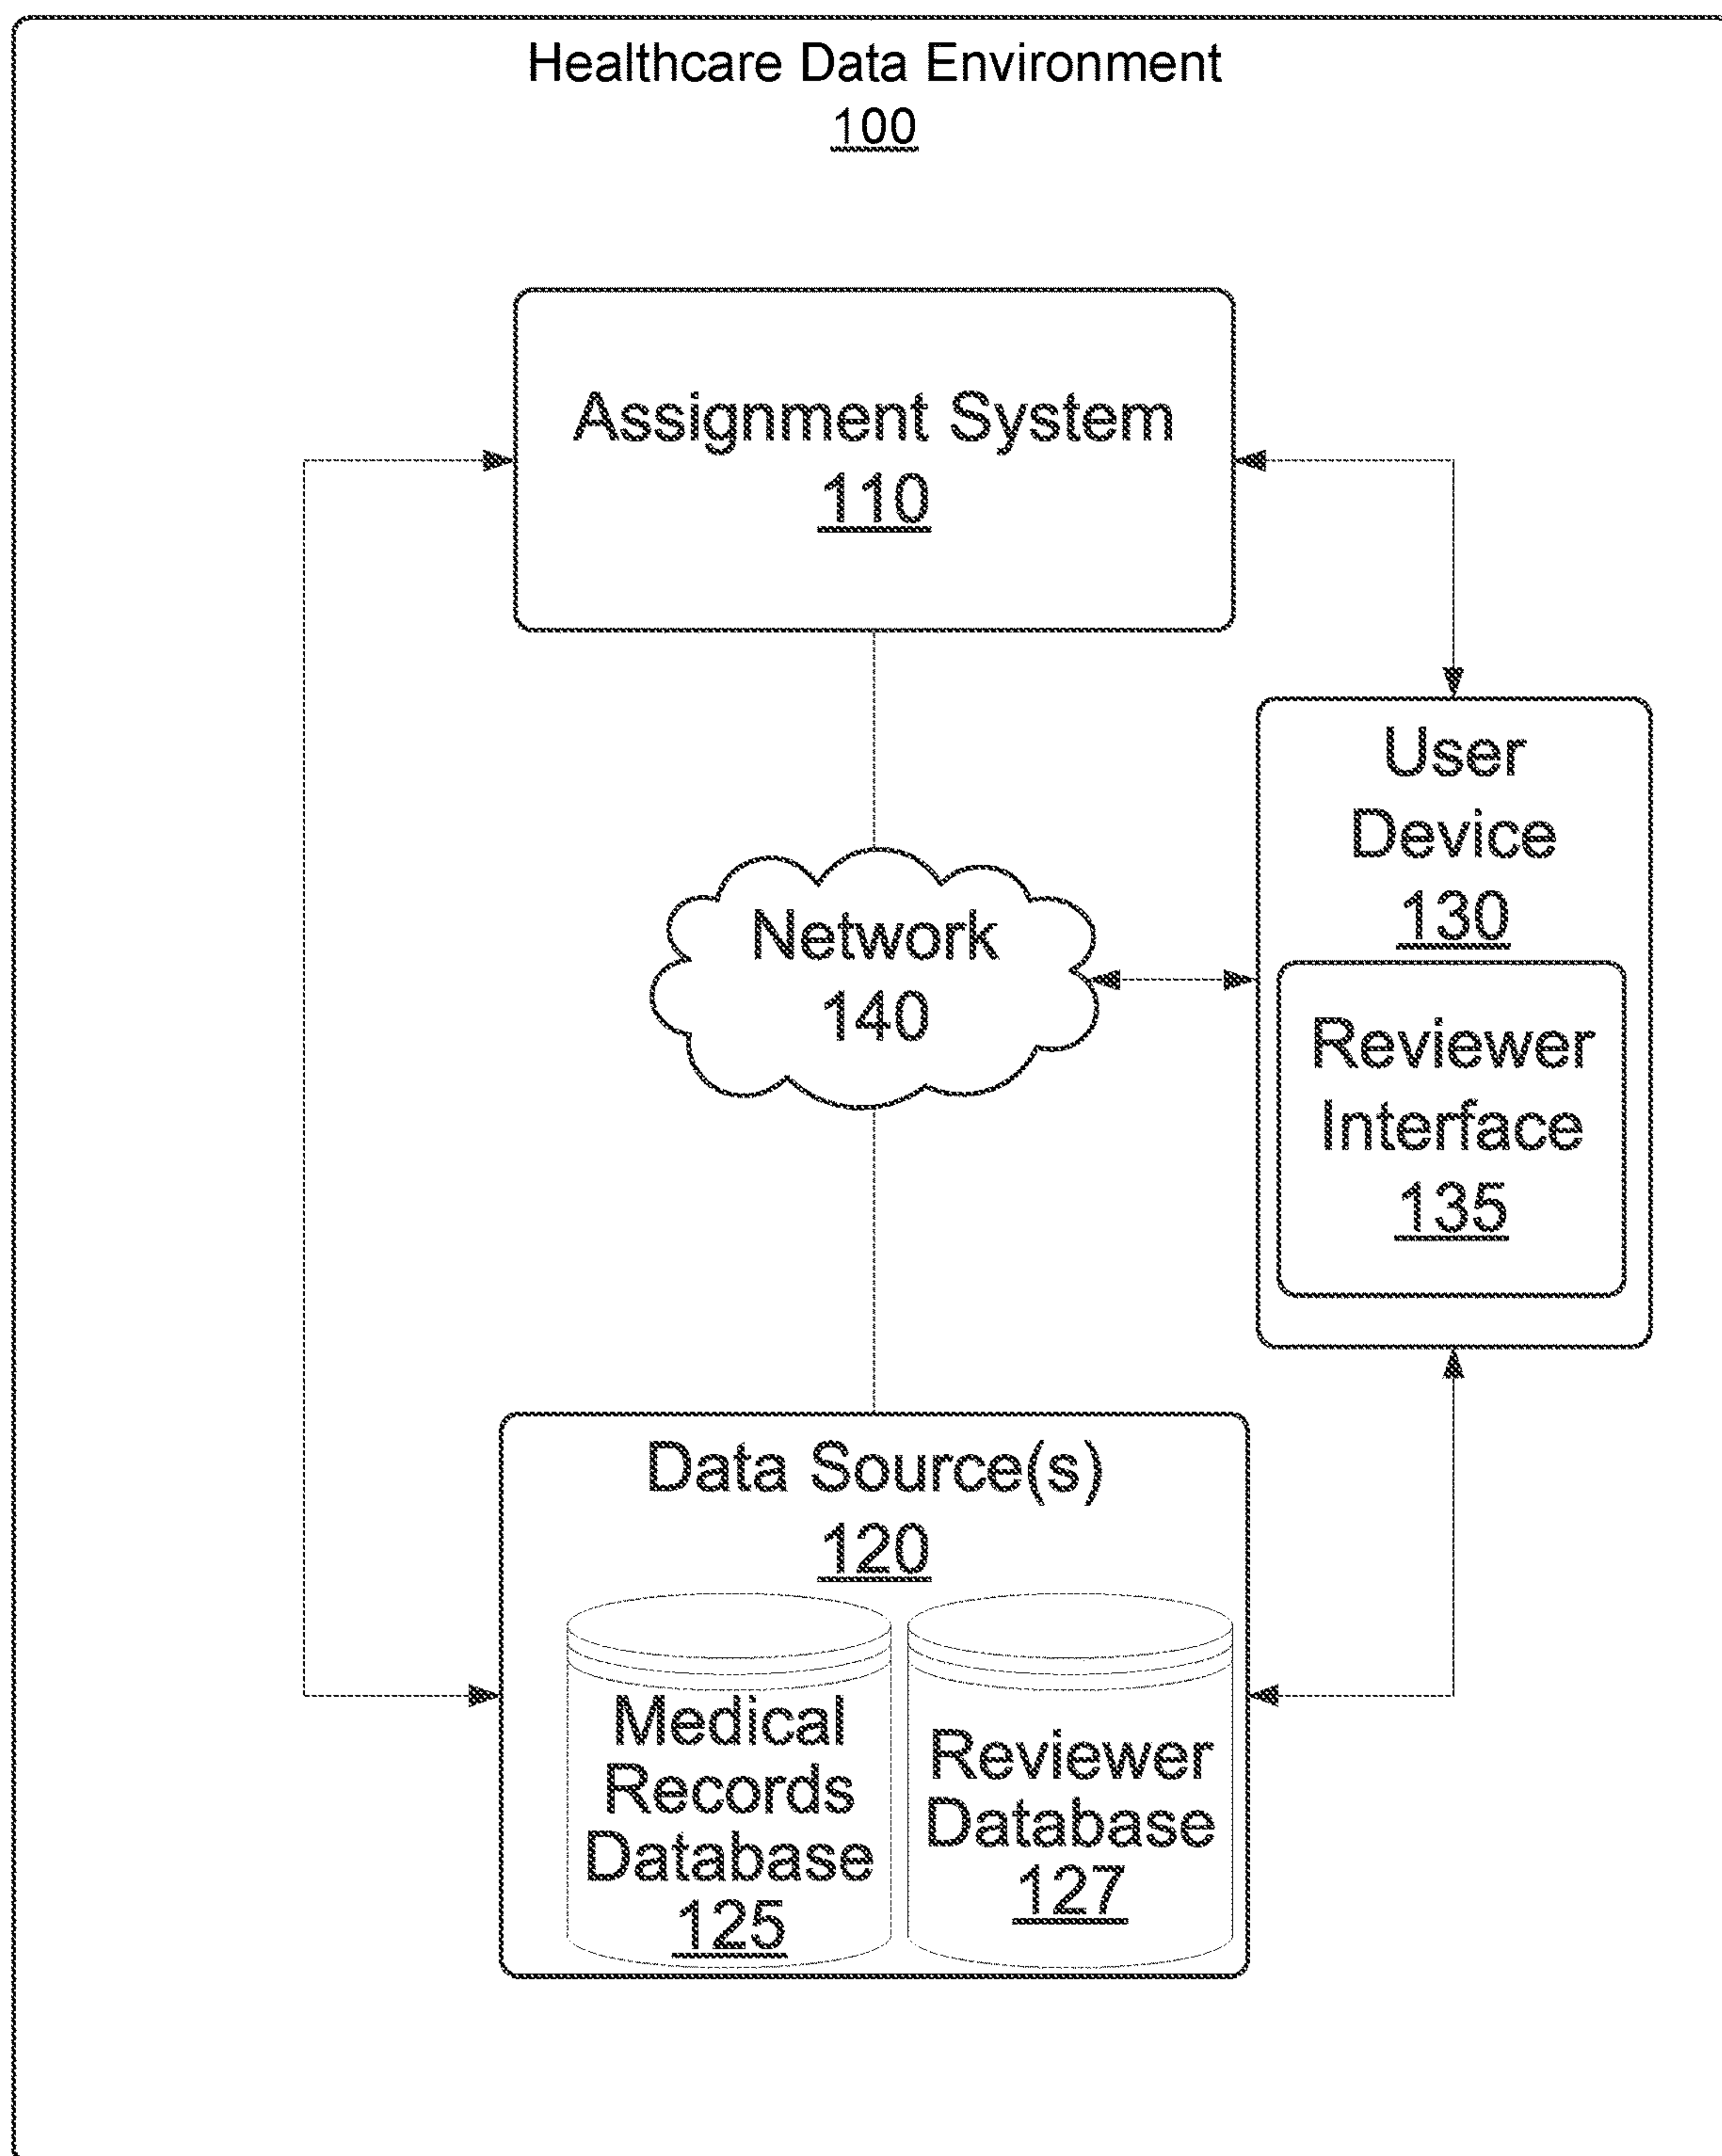 Healthcare Data Environment
100
Assignment System
110
User
Device
130
Network
140
Reviewer
Interface
135
Data Source(s)
120
Medical
Records
Database
125
Reviewer
Database
127